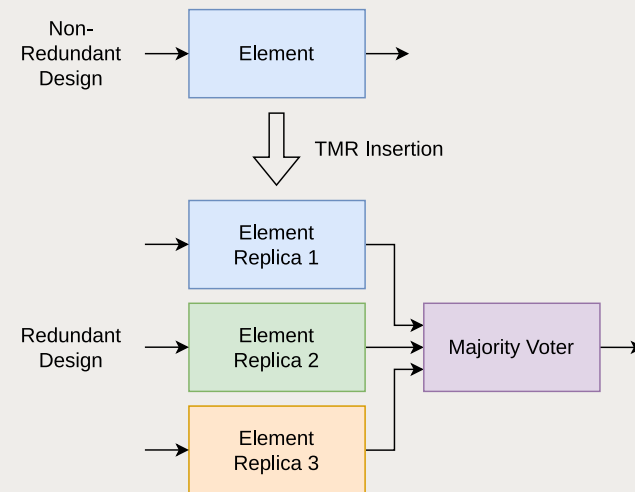 Non-
Redundant
Design
Element
TMR Insertion
Element
Replica 1
Redundant
Design
Element
Replica 2
Majority Voter
Element
Replica 3